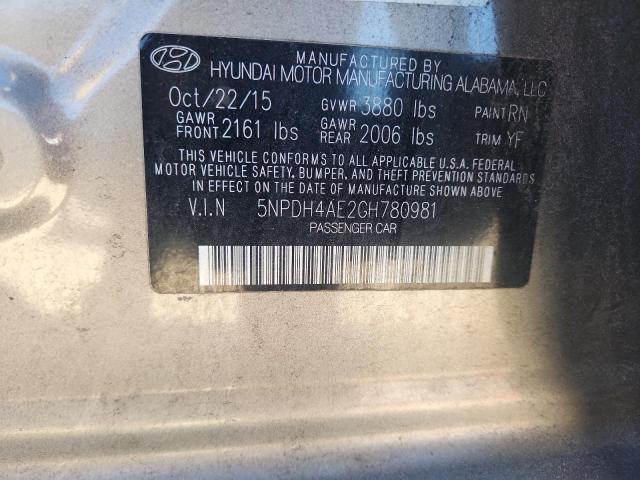 MANUFACTURED BY
HYUNDAI MOTOR MANUFACTURING ALABAMA, LLC
Oct/22/15 GVWR 3880 lbs PAINT RN
GAWR FRONT 2161 lbs GAWR REAR 2006 lbs TRIM YF
THIS VEHICLE CONFORMS TO ALL APPLICABLE U.S.A. FEDERAL
MOTOR VEHICLE SAFETY, BUMPER, AND THEFT PREVENTION STANDARDS
IN EFFECT ON THE DATE OF MANUFACTURE SHOWN ABOVE.
V.I.N 5NPDH4AE2GH780981
PASSENGER CAR